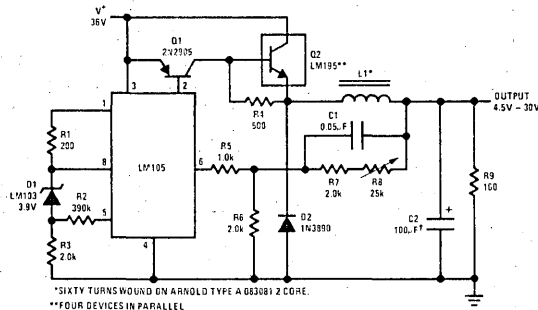 V+
36V
Q1
2N2905
Q2
LM195**
L1*
OUTPUT
4.5V – 30V
3
2
1
R4
500
C1
0.05μF
R1
200
R5
1.0k
LM105
8
6
R7
2.0k
R8
25k
R9
100
D1
LM103
3.9V
R2
390k
5
R6
2.0k
D2
1N3890
C2
100μF†
+
R3
2.0k
4
*SIXTY TURNS WOUND ON ARNOLD TYPE A 083081 2 CORE.
**FOUR DEVICES IN PARALLEL